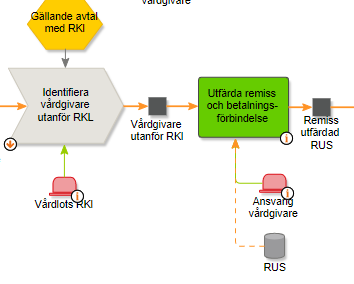 vårdgivare
Gällande avtal
med RKI
Identifiera
vårdgivare
utanför RKL
Vårdgivare
utanför RKI
Utfärda remiss
och betalnings-
förbindelse
Remiss
utfärdad
RUS
Vårdlots RKI
Ansvarig
vårdgivare
RUS